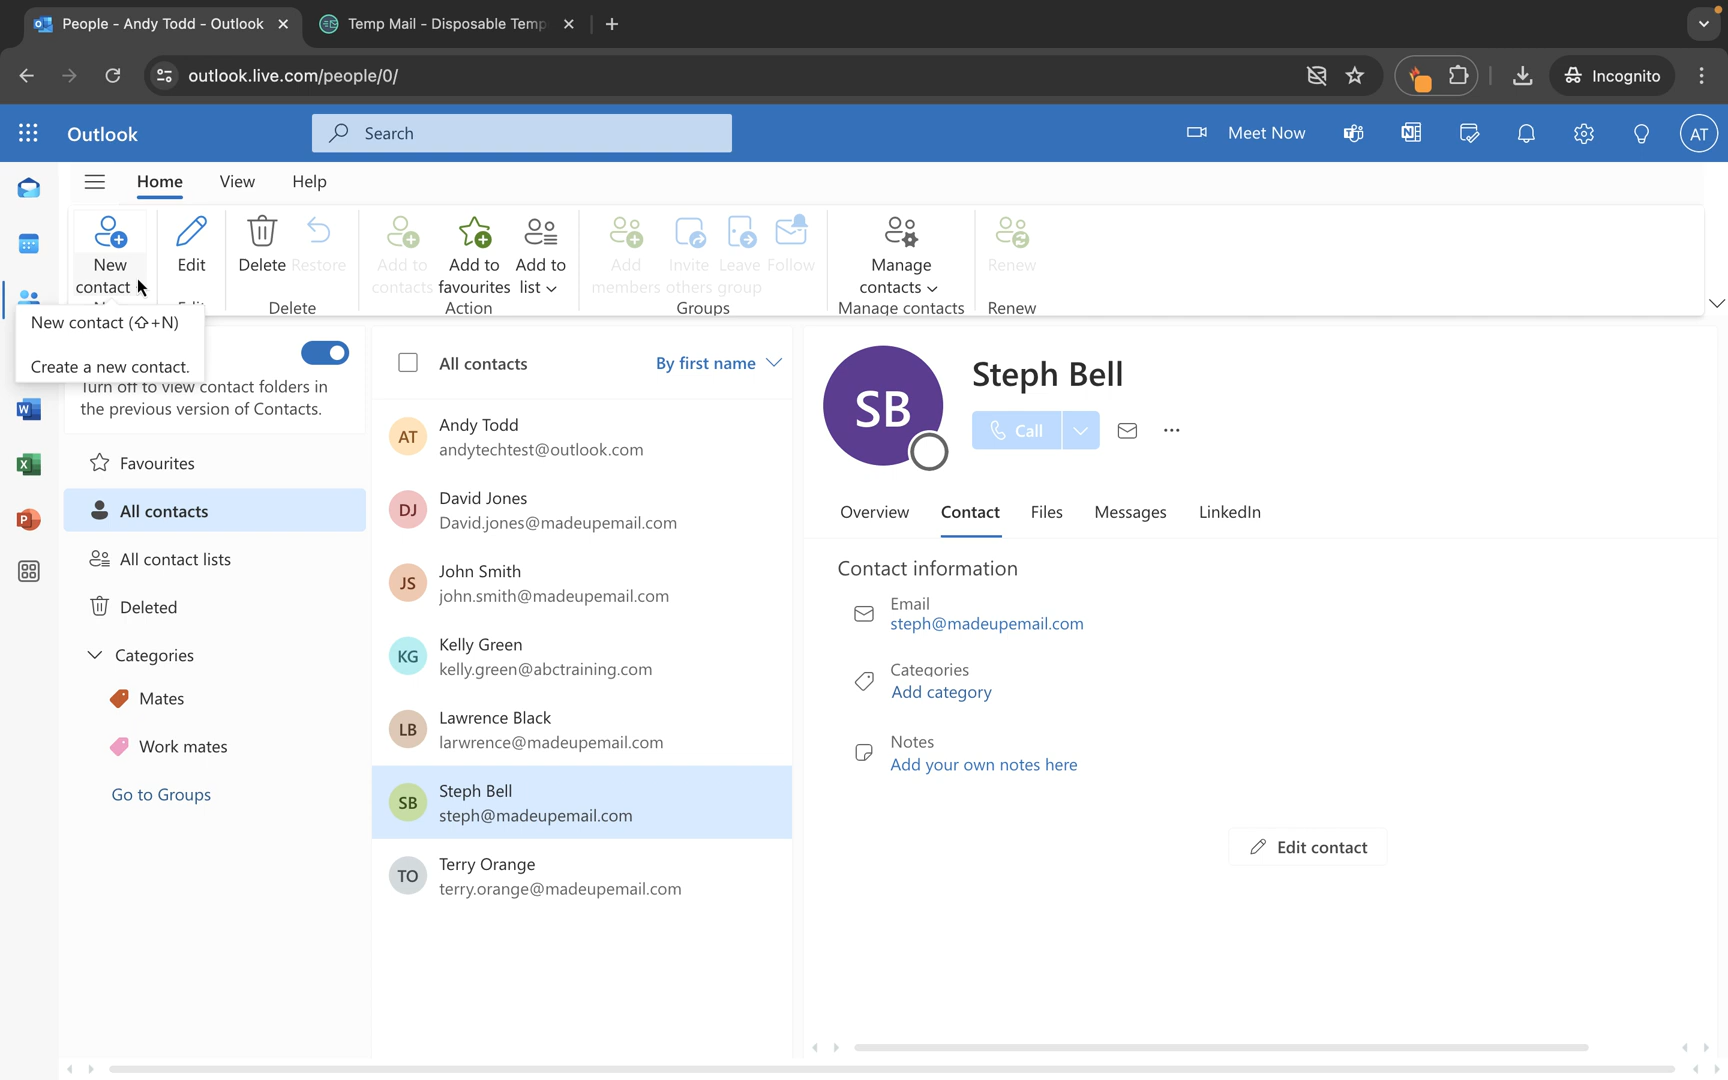 People - Andy Todd - Outlook
Temp Mail - Disposable Temp
outlook.live.com/people/0/
Incognito
Outlook
Search
Meet Now
AT
Home
View
Help
New contact
Edit
Delete
Restore
Add to contacts
Add to favourites
Add to list
Add members
Invite others
Leave group
Follow
Manage contacts
Renew
Delete
Action
Groups
Manage contacts
Renew
New contact (⇧+N)
Create a new contact.
Turn off to view contact folders in
the previous version of Contacts.
Favourites
All contacts
All contact lists
Deleted
Categories
Mates
Work mates
Go to Groups
All contacts
By first name
AT
Andy Todd
andytechtest@outlook.com
DJ
David Jones
David.jones@madeupemail.com
JS
John Smith
john.smith@madeupemail.com
KG
Kelly Green
kelly.green@abctraining.com
LB
Lawrence Black
larwrence@madeupemail.com
SB
Steph Bell
steph@madeupemail.com
TO
Terry Orange
terry.orange@madeupemail.com
SB
Steph Bell
Call
Overview
Contact
Files
Messages
LinkedIn
Contact information
Email
steph@madeupemail.com
Categories
Add category
Notes
Add your own notes here
Edit contact